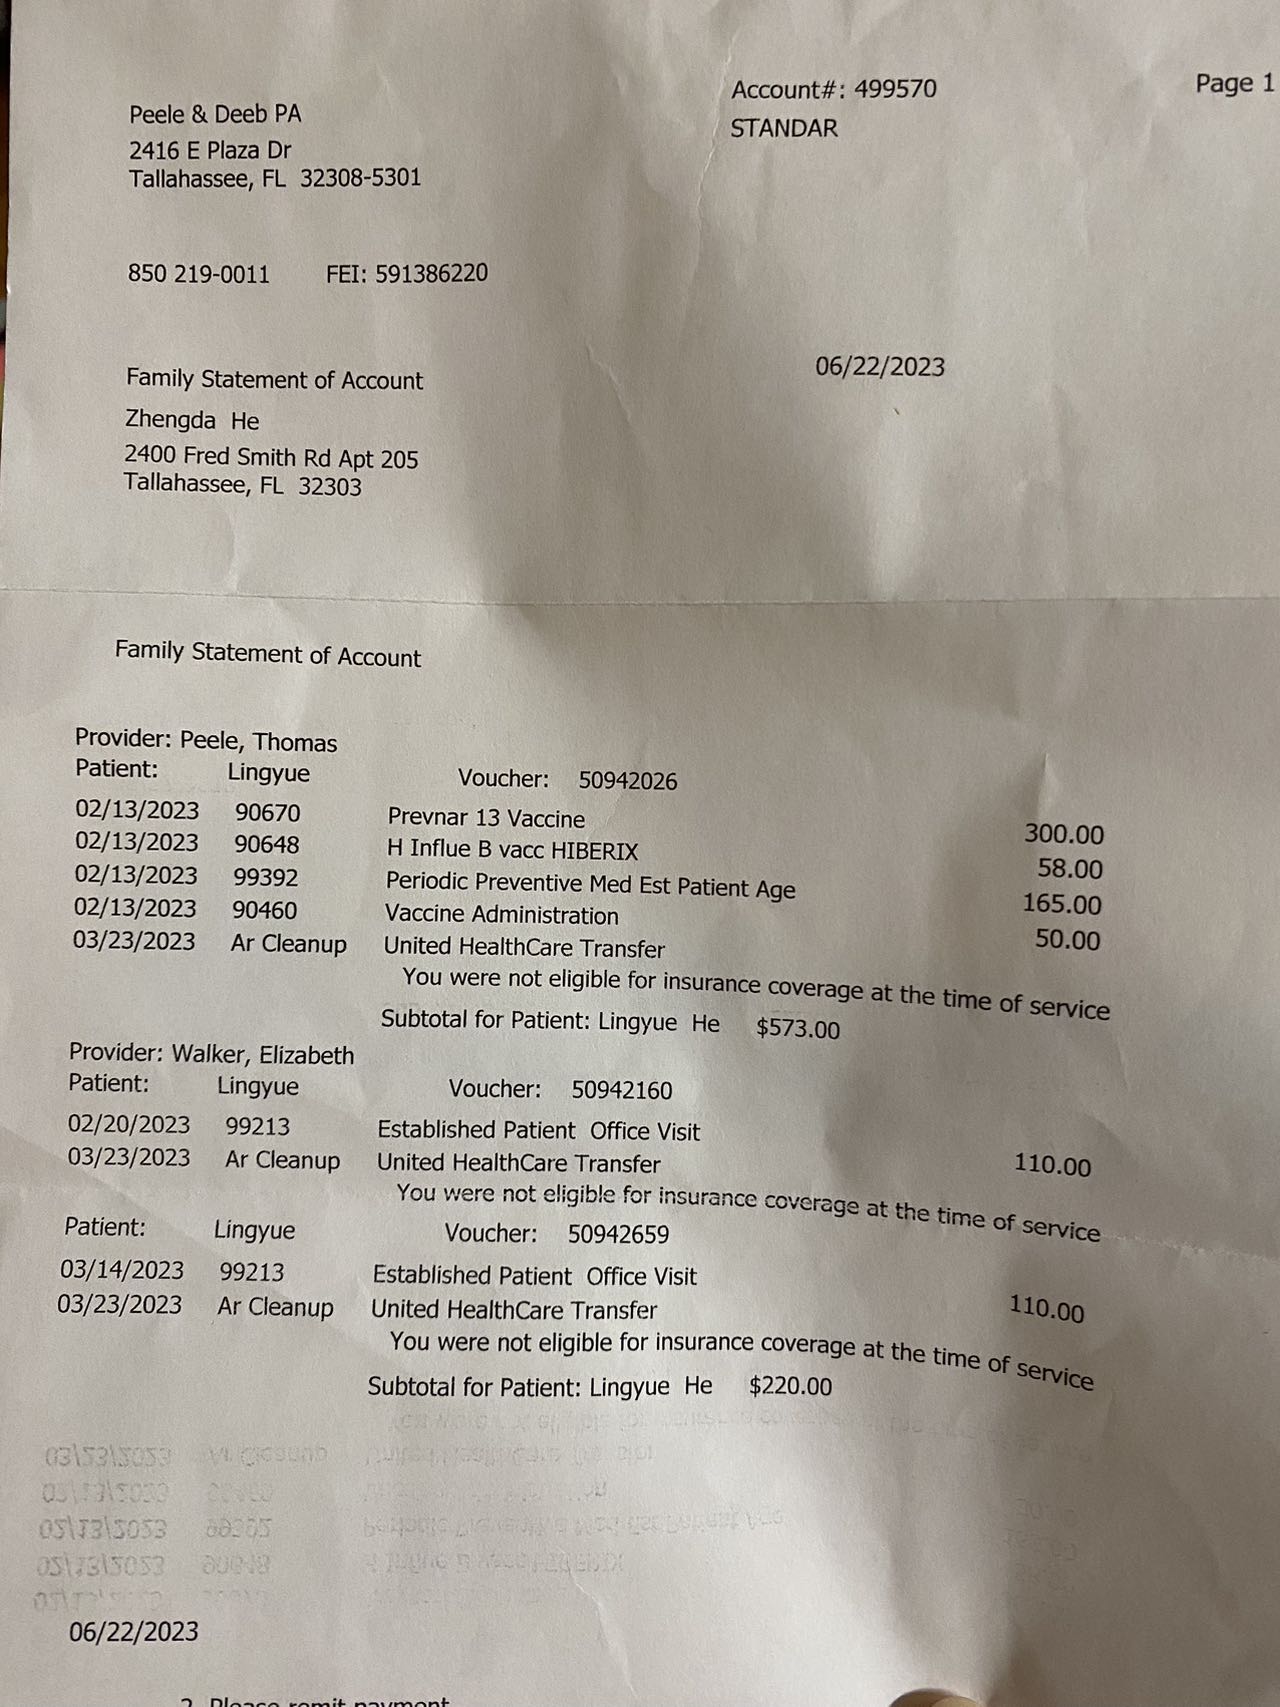 Account#: 499570 Page 1
STANDAR
Peele & Deeb PA
2416 E Plaza Dr
Tallahassee, FL 32308-5301
850 219-0011 FEI: 591386220
06/22/2023
Family Statement of Account
Zhengda He
2400 Fred Smith Rd Apt 205
Tallahassee, FL 32303
Family Statement of Account
Provider: Peele, Thomas
Patient: Lingyue Voucher: 50942026
02/13/2023 90670 Prevnar 13 Vaccine 300.00
02/13/2023 90648 H Influe B vacc HIBERIX 58.00
02/13/2023 99392 Periodic Preventive Med Est Patient Age 165.00
02/13/2023 90460 Vaccine Administration 50.00
03/23/2023 Ar Cleanup United HealthCare Transfer
You were not eligible for insurance coverage at the time of service
Subtotal for Patient: Lingyue He $573.00
Provider: Walker, Elizabeth
Patient: Lingyue Voucher: 50942160
02/20/2023 99213 Established Patient Office Visit 110.00
03/23/2023 Ar Cleanup United HealthCare Transfer
You were not eligible for insurance coverage at the time of service
Patient: Lingyue Voucher: 50942659
03/14/2023 99213 Established Patient Office Visit 110.00
03/23/2023 Ar Cleanup United HealthCare Transfer
You were not eligible for insurance coverage at the time of service
Subtotal for Patient: Lingyue He $220.00
06/22/2023
2. Please remit payment